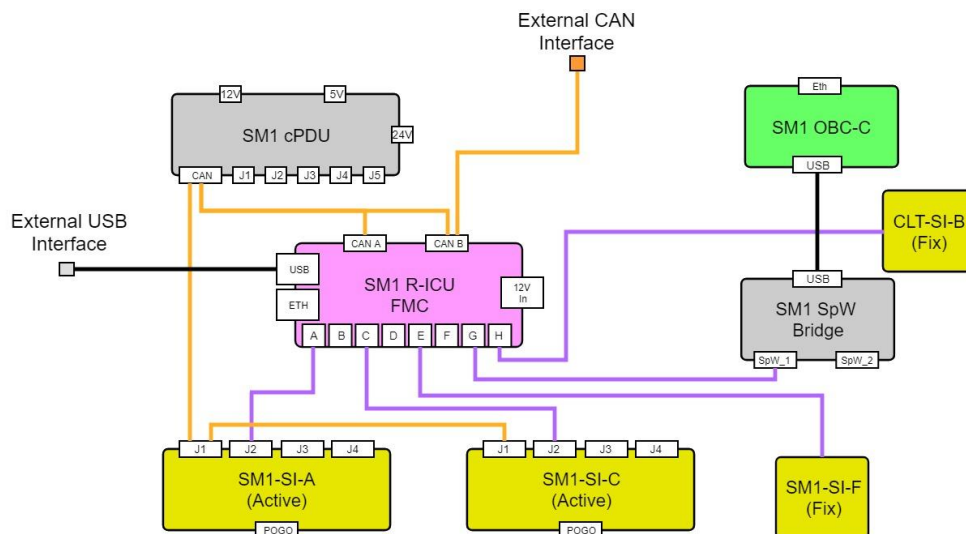 External CAN
Interface
12V
5V
Eth
SM1 cPDU
24V
SM1 OBC-C
CAN
J1
J2
J3
J4
J5
USB
External USB
Interface
CLT-SI-B
(Fix)
CAN A
CAN B
USB
SM1 R-ICU
FMC
12V
In
ETH
USB
SM1 SpW
Bridge
A
B
C
D
E
F
G
H
SpW_1
SpW_2
J1
J2
J3
J4
J1
J2
J3
J4
SM1-SI-A
(Active)
SM1-SI-C
(Active)
SM1-SI-F
(Fix)
POGO
POGO